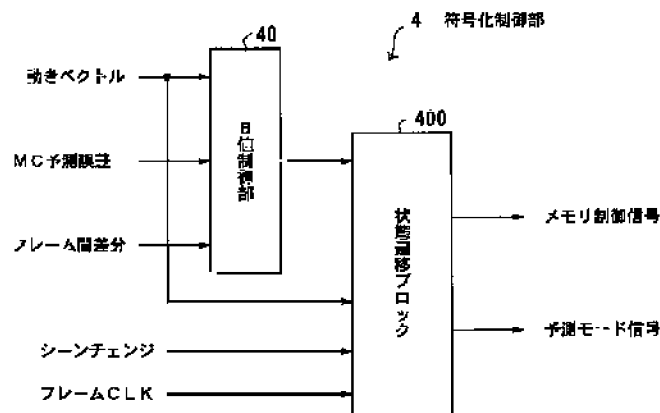 4 符号化制御部
40
動きベクトル
B値制御部
400
MC予測誤差
フレーム間差分
状態遷移ブロック
メモリ制御信号
予測モード信号
シーンチェンジ
フレームCLK